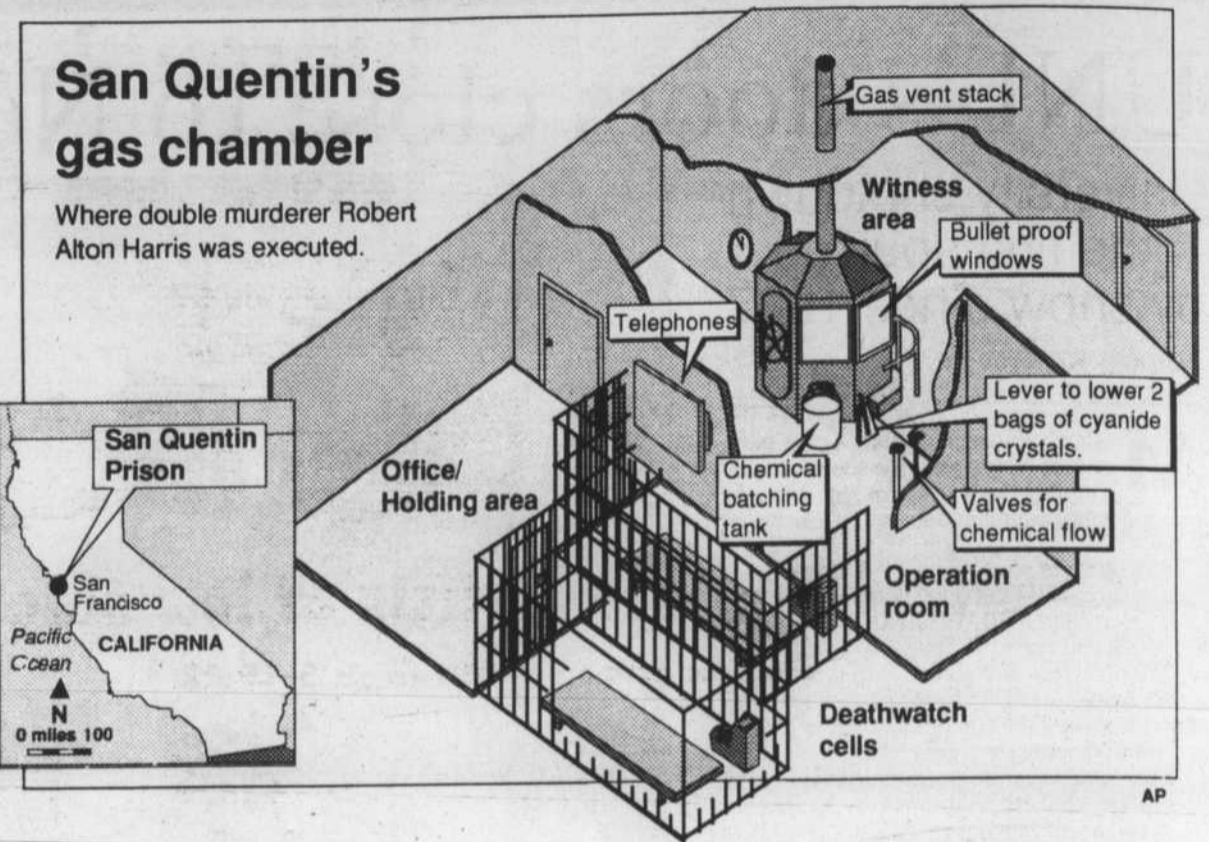 San Quentin's
gas chamber
Where double murderer Robert
Alton Harris was executed.
Gas vent stack
Witness
area
Bullet proof
windows
Telephones
Lever to lower 2
bags of cyanide
crystals.
Chemical
batching
tank
Valves for
chemical flow
Office/
Holding area
Operation
room
Deathwatch
cells
San Quentin
Prison
San
Francisco
Pacific
Ocean
CALIFORNIA
N
0 miles 100
AP